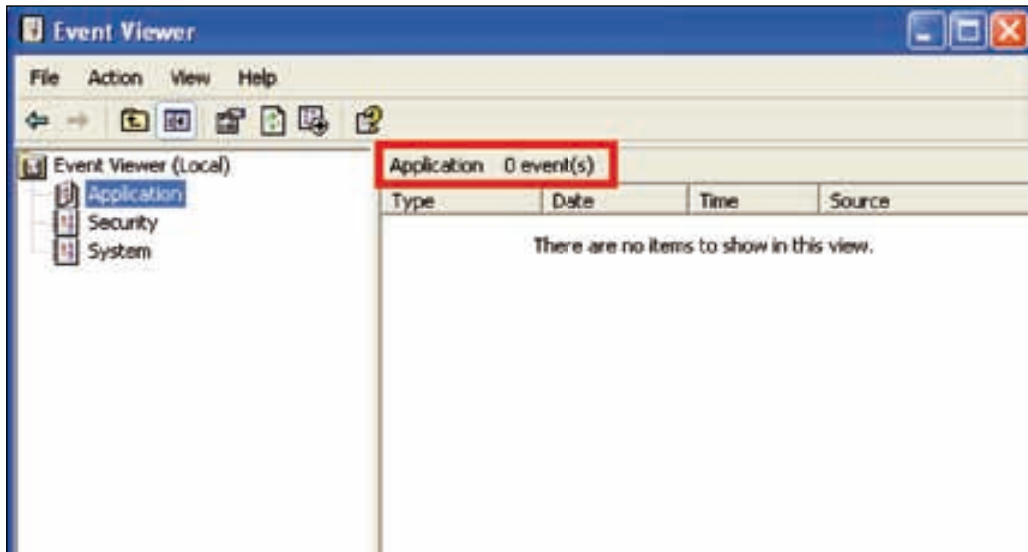 Event Viewer
File Action View Help
Event Viewer (Local)
Application
Security
System
Application 0 event(s)
Type Date Time Source
There are no items to show in this view.